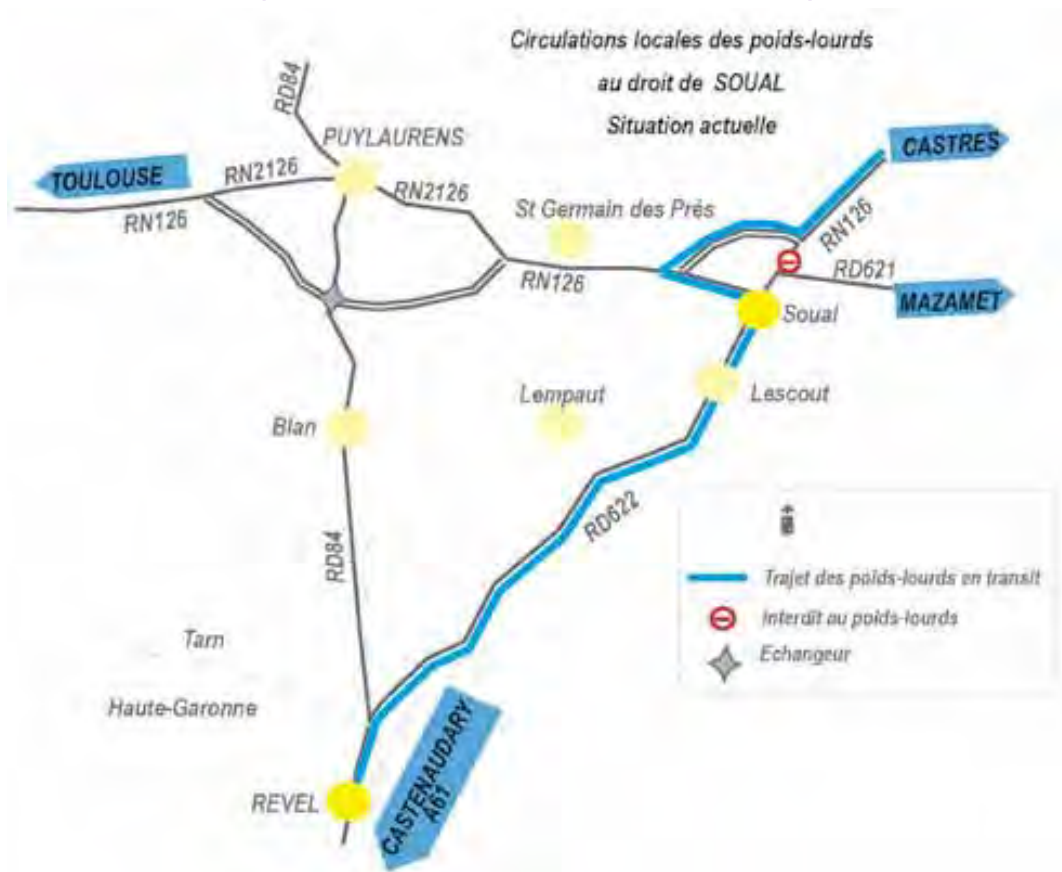 Circulations locales des poids-lourds
au droit de SOUAL
Situation actuelle
RD84
PUYLAURENS
CASTRES
TOULOUSE
RN2126
RN2126
RN126
St Germain des Près
RN126
RN126
RD621
MAZAMET
Soual
Lempaut
Lescout
Blan
RD622
RD84
Trajet des poids-lourds en transit
Interdit au poids-lourds
Echangeur
Tarn
Haute-Garonne
CASTENAUDARY
A61
REVEL